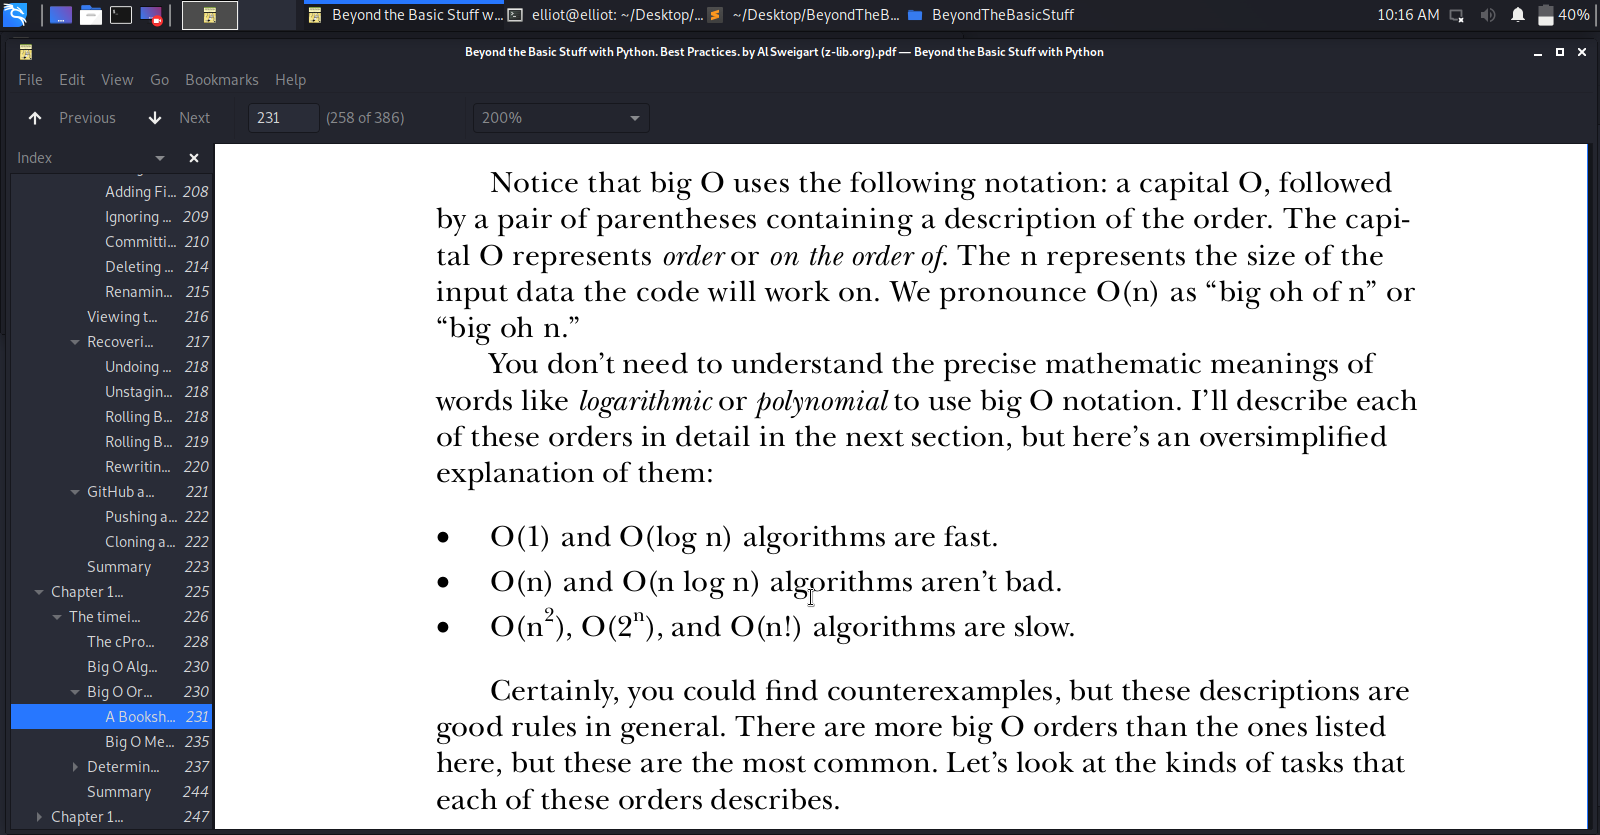 Beyond the Basic Stuff w...
elliot@elliot: ~/Desktop/...
~/Desktop/BeyondTheB...
BeyondTheBasicStuff
10:16 AM
40%
Beyond the Basic Stuff with Python. Best Practices. by Al Sweigart (z-lib.org).pdf — Beyond the Basic Stuff with Python
File Edit View Go Bookmarks Help
Previous Next 231 (258 of 386) 200%
Index
Adding Fi... 208
Ignoring ... 209
Committi... 210
Deleting ... 214
Renamin... 215
Viewing t... 216
Recoveri... 217
Undoing ... 218
Unstagin... 218
Rolling B... 218
Rolling B... 219
Rewritin... 220
GitHub a... 221
Pushing a... 222
Cloning a... 222
Summary 223
Chapter 1... 225
The timei... 226
The cPro... 228
Big O Alg... 230
Big O Or... 230
A Booksh... 231
Big O Me... 235
Determin... 237
Summary 244
Chapter 1... 247
Notice that big O uses the following notation: a capital O, followed
by a pair of parentheses containing a description of the order. The capi-
tal O represents order or on the order of. The n represents the size of the
input data the code will work on. We pronounce O(n) as “big oh of n” or
“big oh n.”
You don’t need to understand the precise mathematic meanings of
words like logarithmic or polynomial to use big O notation. I’ll describe each
of these orders in detail in the next section, but here’s an oversimplified
explanation of them:
• O(1) and O(log n) algorithms are fast.
• O(n) and O(n log n) algorithms aren’t bad.
• O(n²), O(2ⁿ), and O(n!) algorithms are slow.
Certainly, you could find counterexamples, but these descriptions are
good rules in general. There are more big O orders than the ones listed
here, but these are the most common. Let’s look at the kinds of tasks that
each of these orders describes.